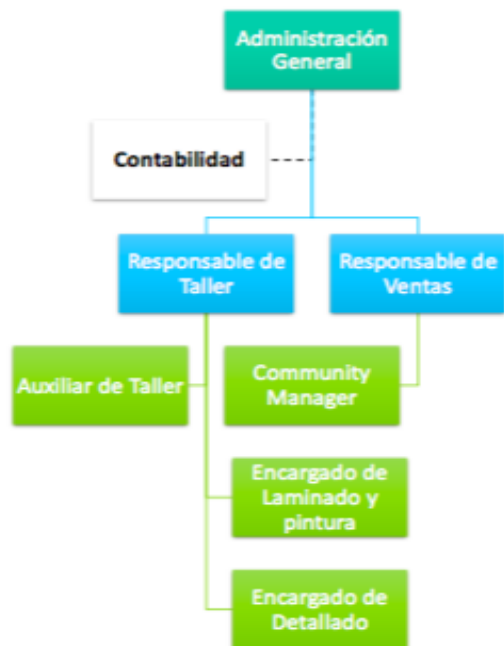 Administración
General
Contabilidad
Responsable de
Taller
Responsable de
Ventas
Auxiliar de Taller
Community
Manager
Encargado de
Laminado y
pintura
Encargado de
Detallado